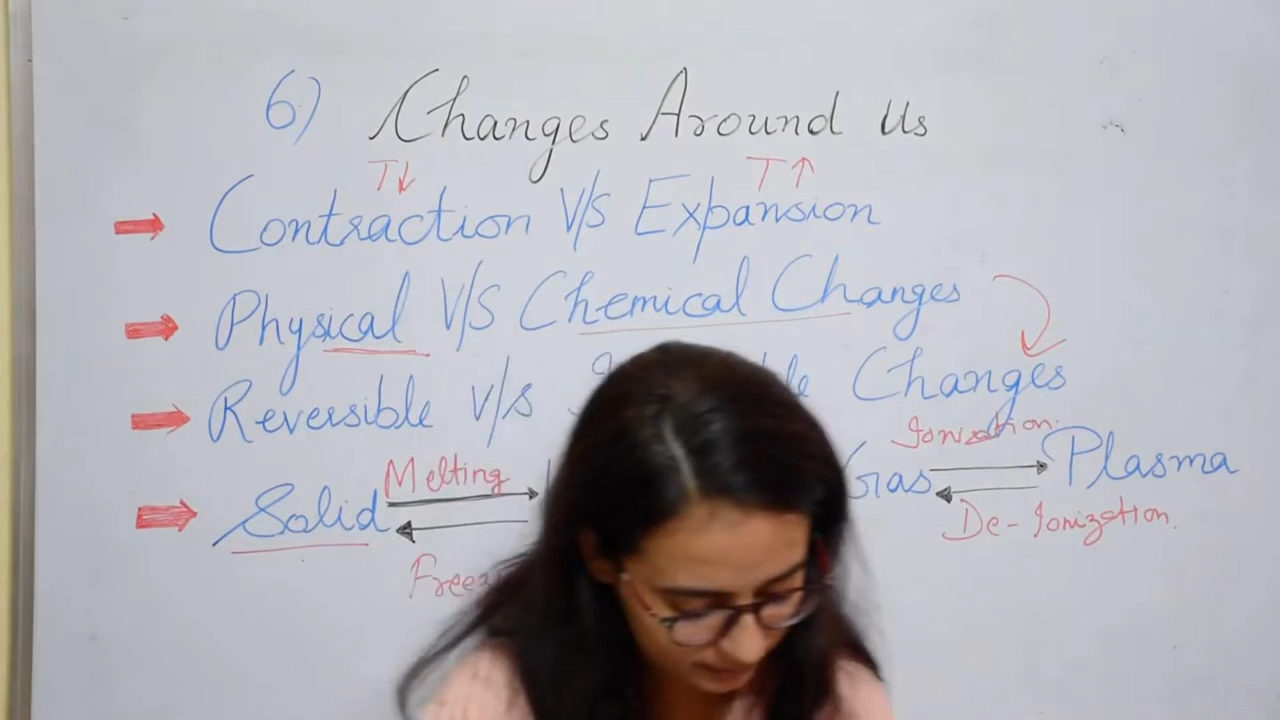 6) Changes Around Us
T↓ T↑
Contraction V/S Expansion
Physical V/S Chemical Changes
Reversible V/S Changes
Ionization.
Melting
Solid Gas Plasma
De-Ionization.